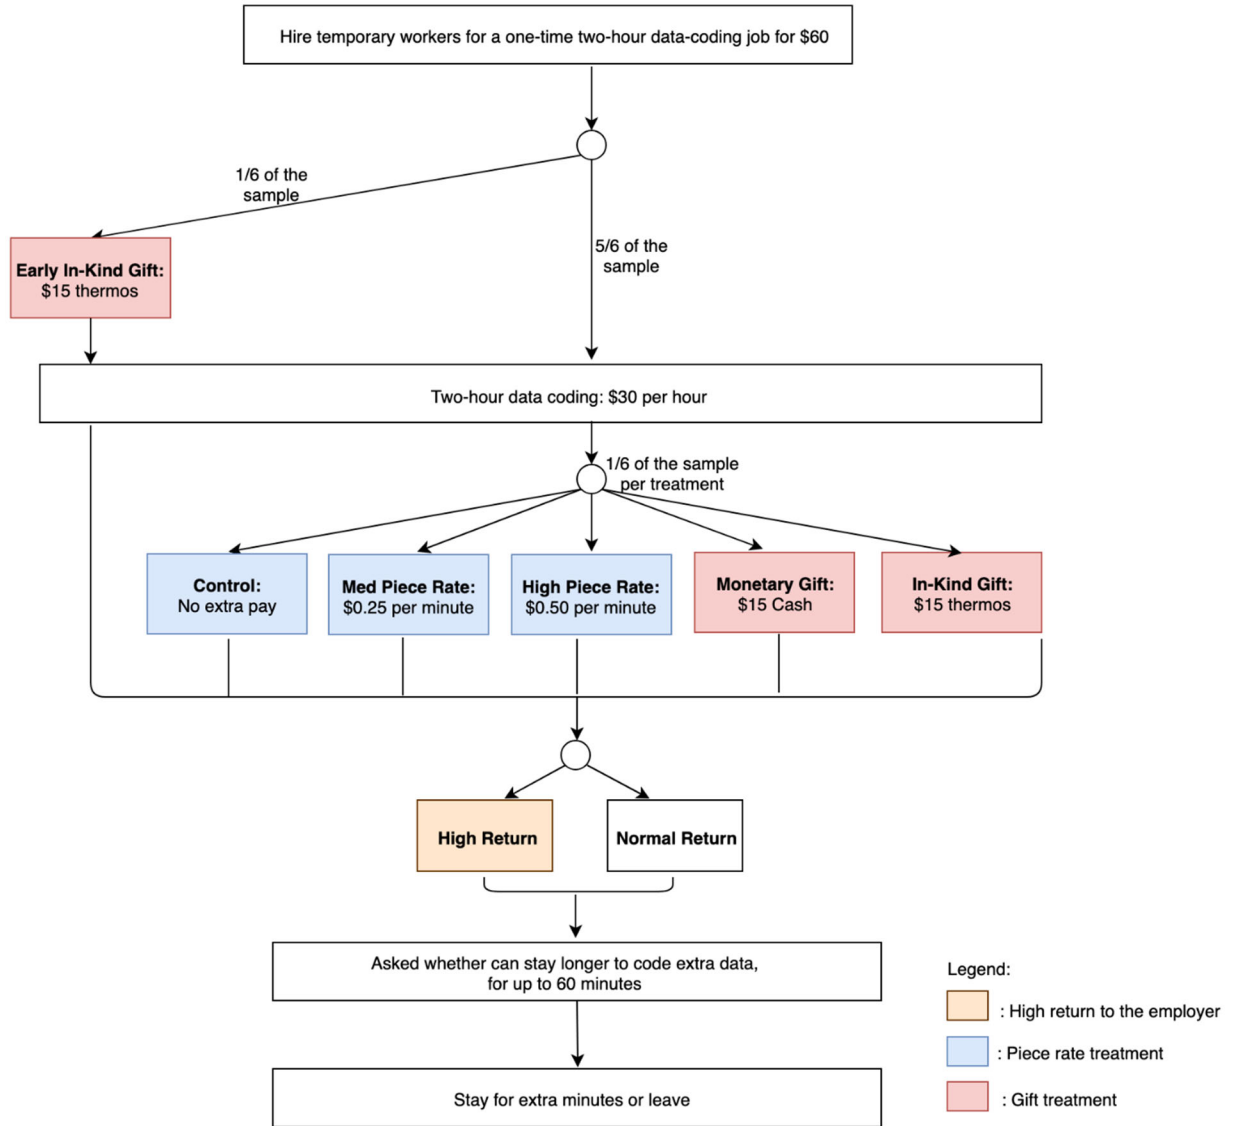 Hire temporary workers for a one-time two-hour data-coding job for $60
1/6 of the
sample
5/6 of the
sample
Early In-Kind Gift:
$15 thermos
Two-hour data coding: $30 per hour
1/6 of the sample
per treatment
Control:
No extra pay
Med Piece Rate:
$0.25 per minute
High Piece Rate:
$0.50 per minute
Monetary Gift:
$15 Cash
In-Kind Gift:
$15 thermos
High Return
Normal Return
Asked whether can stay longer to code extra data,
for up to 60 minutes
Stay for extra minutes or leave
Legend:
: High return to the employer
: Piece rate treatment
: Gift treatment